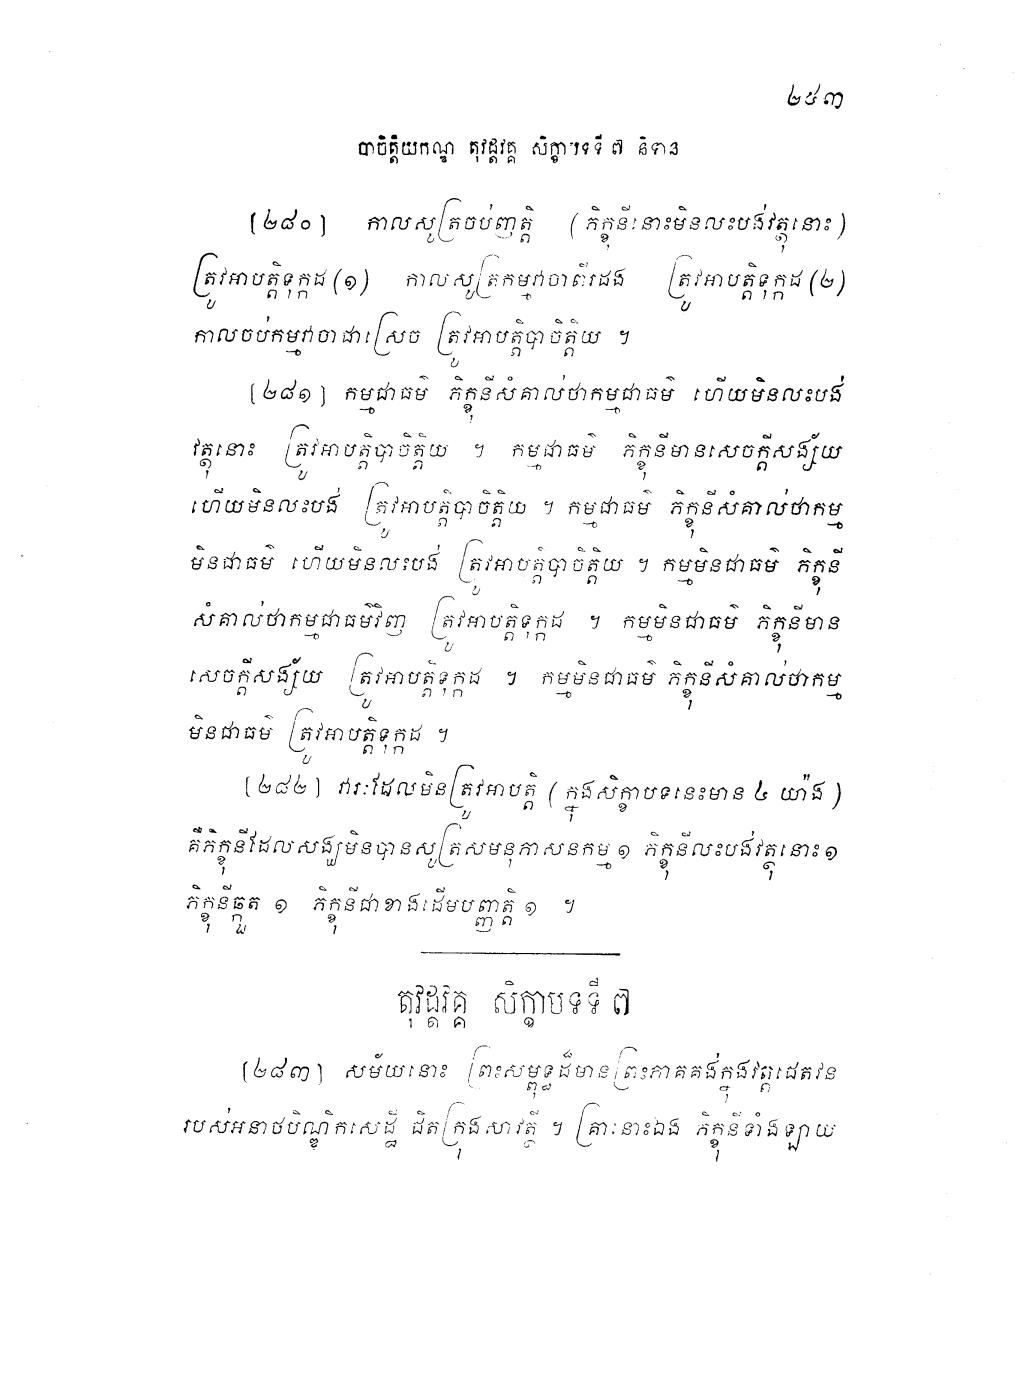 ២៥៣
បាចិត្តិយកណ្ឌ តុវដ្តវគ្គ សិក្ខាបទទី ៧ និទាន
[២៨០] កាលសូត្រចប់ញត្តិ (ភិក្ខុនីនោះមិនលះបង់វត្ថុនោះ)
ត្រូវអាបត្តិទុក្កដ (១) កាលសូត្រកម្មវាចាពីរដង ត្រូវអាបត្តិទុក្កដ (២)
កាលចប់កម្មវាចាជាស្រេច ត្រូវអាបត្តិបាចិត្តិយ ។
[២៨១] កម្មជាធម៌ ភិក្ខុនីសំគាល់ថាកម្មជាធម៌ ហើយមិនលះបង់
វត្ថុនោះ ត្រូវអាបត្តិបាចិត្តិយ ។ កម្មជាធម៌ ភិក្ខុនីមានសេចក្តីសង្ស័យ
ហើយមិនលះបង់ ត្រូវអាបត្តិបាចិត្តិយ ។ កម្មជាធម៌ ភិក្ខុនីសំគាល់ថាកម្ម
មិនជាធម៌ ហើយមិនលះបង់ ត្រូវអាបត្តិបាចិត្តិយ ។ កម្មមិនជាធម៌ ភិក្ខុនី
សំគាល់ថាកម្មជាធម៌វិញ ត្រូវអាបត្តិទុក្កដ ។ កម្មមិនជាធម៌ ភិក្ខុនីមាន
សេចក្តីសង្ស័យ ត្រូវអាបត្តិទុក្កដ ។ កម្មមិនជាធម៌ ភិក្ខុនីសំគាល់ថាកម្ម
មិនជាធម៌ ត្រូវអាបត្តិទុក្កដ ។
[២៨២] វារៈដែលមិនត្រូវអាបត្តិ (ក្នុងសិក្ខាបទនេះមាន ៤ យ៉ាង)
គឺភិក្ខុនីដែលសង្ឃមិនបានសូត្រសមនុភាសនកម្ម ១ ភិក្ខុនីលះបង់វត្ថុនោះ ១
ភិក្ខុនីឆ្កួត ១ ភិក្ខុនីជាខាងដើមបញ្ញត្តិ ១ ។
តុវដ្តវគ្គ សិក្ខាបទទី ៧
[២៨៣] សម័យនោះ ព្រះសម្ពុទ្ធដ៏មានព្រះភាគគង់ក្នុងវត្តជេតវន
របស់អនាថបិណ្ឌិកសេដ្ឋី ជិតក្រុងសាវត្ថី ។ គ្រានោះឯង ភិក្ខុនីទាំងឡាយ